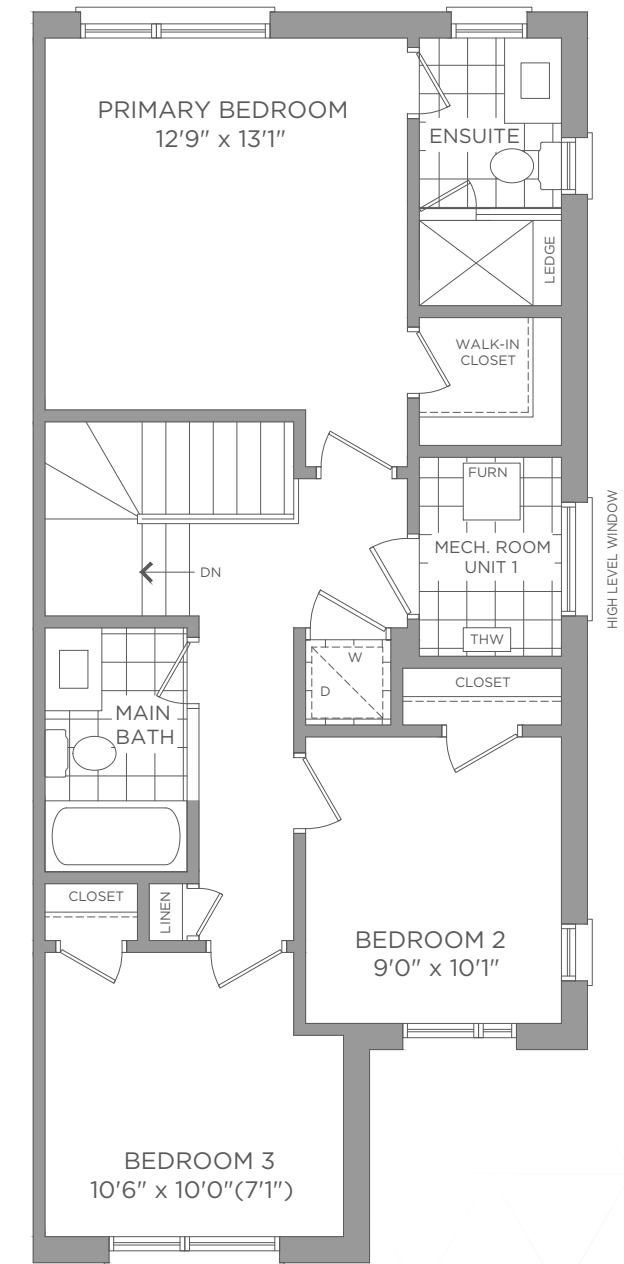 PRIMARY BEDROOM
12'9" x 13'1"
ENSUITE
LEDGE
WALK-IN
CLOSET
FURN
MECH. ROOM
UNIT 1
HIGH LEVEL WINDOW
DN
THW
W
D
CLOSET
MAIN
BATH
CLOSET
LINEN
BEDROOM 2
9'0" x 10'1"
BEDROOM 3
10'6" x 10'0"(7'1")